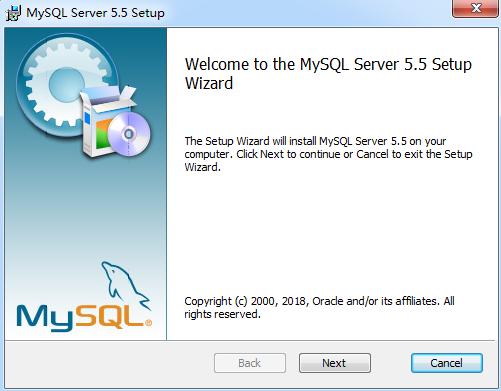 MySQL Server 5.5 Setup
Welcome to the MySQL Server 5.5 Setup
Wizard
The Setup Wizard will install MySQL Server 5.5 on your
computer. Click Next to continue or Cancel to exit the Setup
Wizard.
MySQL®
Copyright (c) 2000, 2018, Oracle and/or its affiliates. All
rights reserved.
Back
Next
Cancel